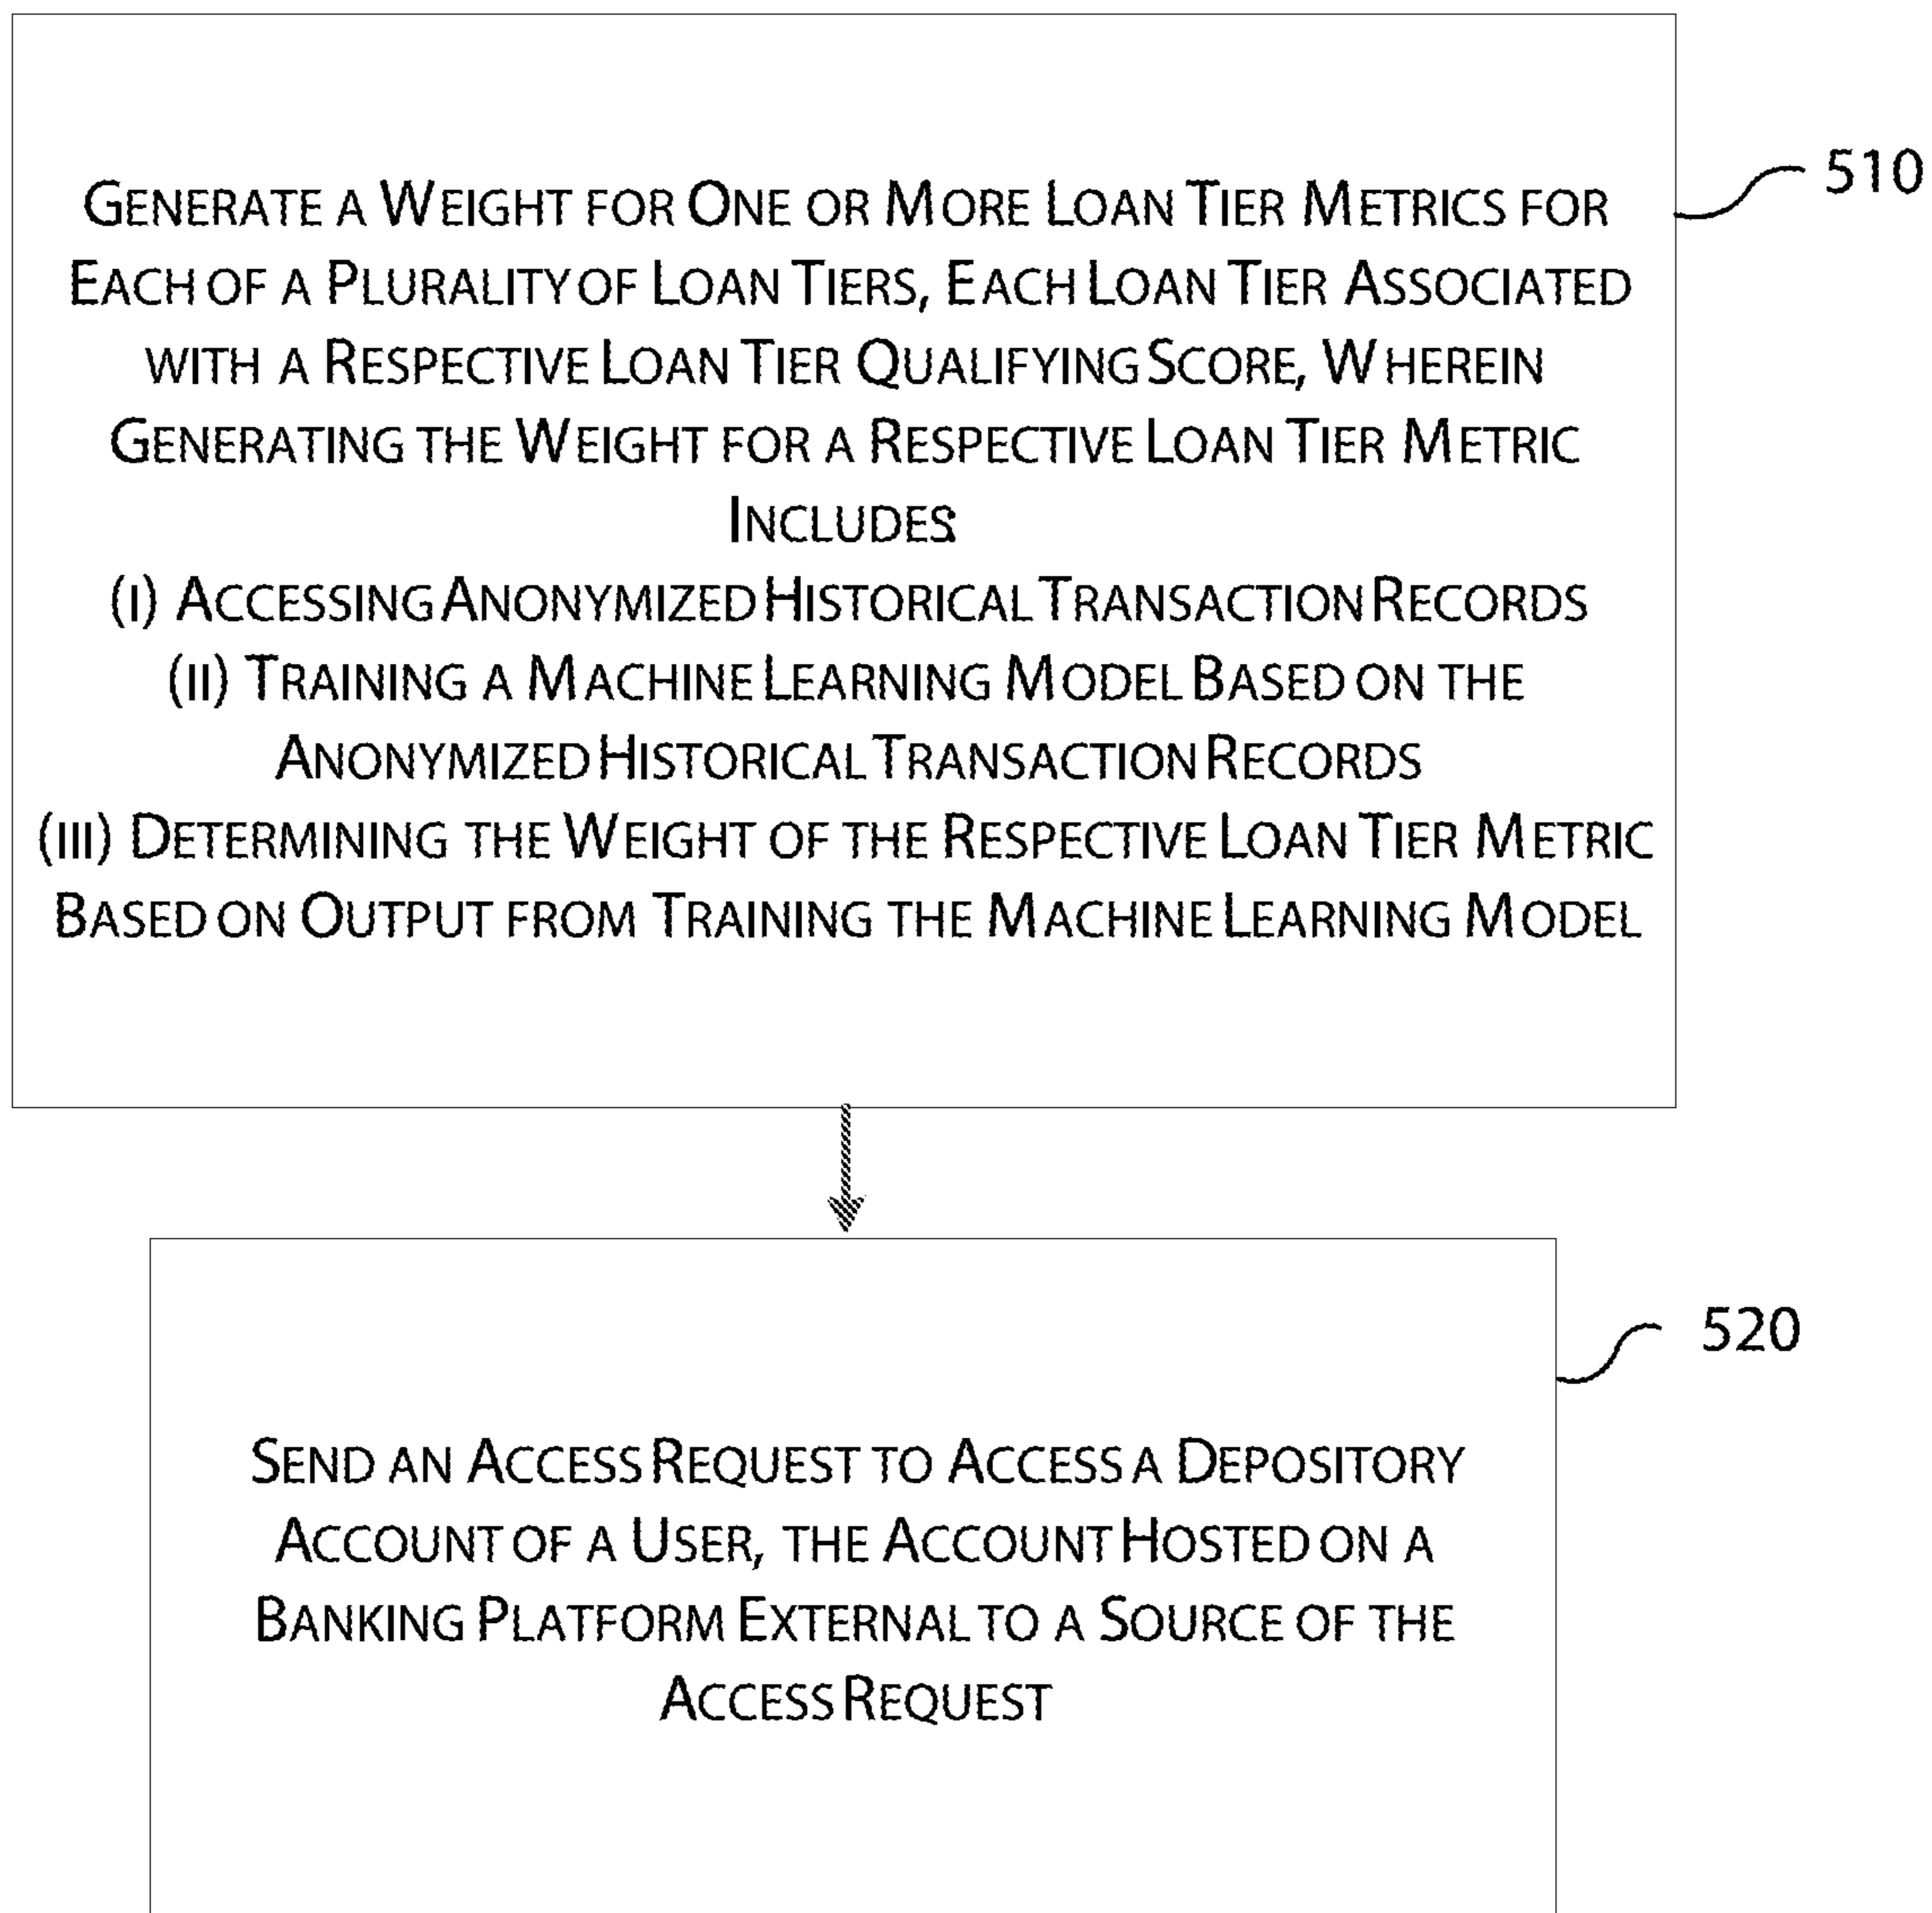 GENERATE A WEIGHT FOR ONE OR MORE LOAN TIER METRICS FOR
510
EACH OF A PLURALITY OF LOAN TIERS, EACH LOAN TIER ASSOCIATED
WITH A RESPECTIVE LOAN TIER QUALIFYING SCORE, WHEREIN
GENERATING THE WEIGHT FOR A RESPECTIVE LOAN TIER METRIC
INCLUDES:
(I) ACCESSING ANONYMIZED HISTORICAL TRANSACTION RECORDS
(II) TRAINING A MACHINE LEARNING MODEL BASED ON THE
ANONYMIZED HISTORICAL TRANSACTION RECORDS
(III) DETERMINING THE WEIGHT OF THE RESPECTIVE LOAN TIER METRIC
BASED ON OUTPUT FROM TRAINING THE MACHINE LEARNING MODEL
520
SEND AN ACCESS REQUEST TO ACCESS A DEPOSITORY
ACCOUNT OF A USER, THE ACCOUNT HOSTED ON A
BANKING PLATFORM EXTERNAL TO A SOURCE OF THE
ACCESS REQUEST